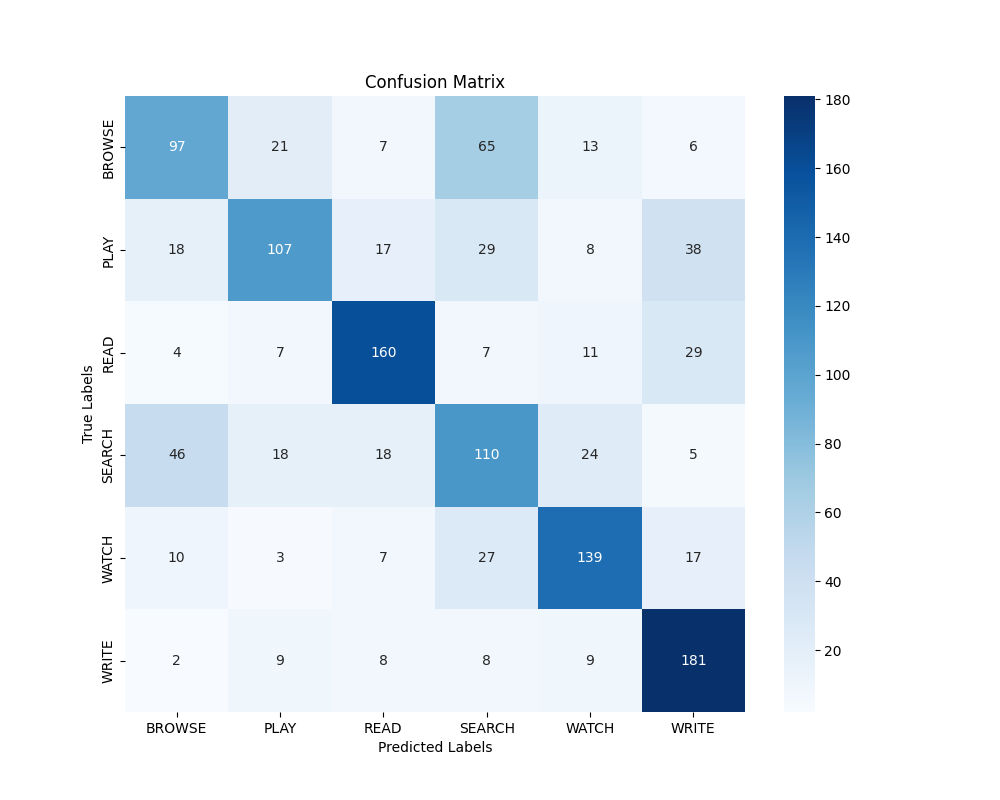 Confusion Matrix
True Labels
BROWSE 97 21 7 65 13 6
PLAY 18 107 17 29 8 38
READ 4 7 160 7 11 29
SEARCH 46 18 18 110 24 5
WATCH 10 3 7 27 139 17
WRITE 2 9 8 8 9 181
BROWSE PLAY READ SEARCH WATCH WRITE
Predicted Labels
180
160
140
120
100
80
60
40
20